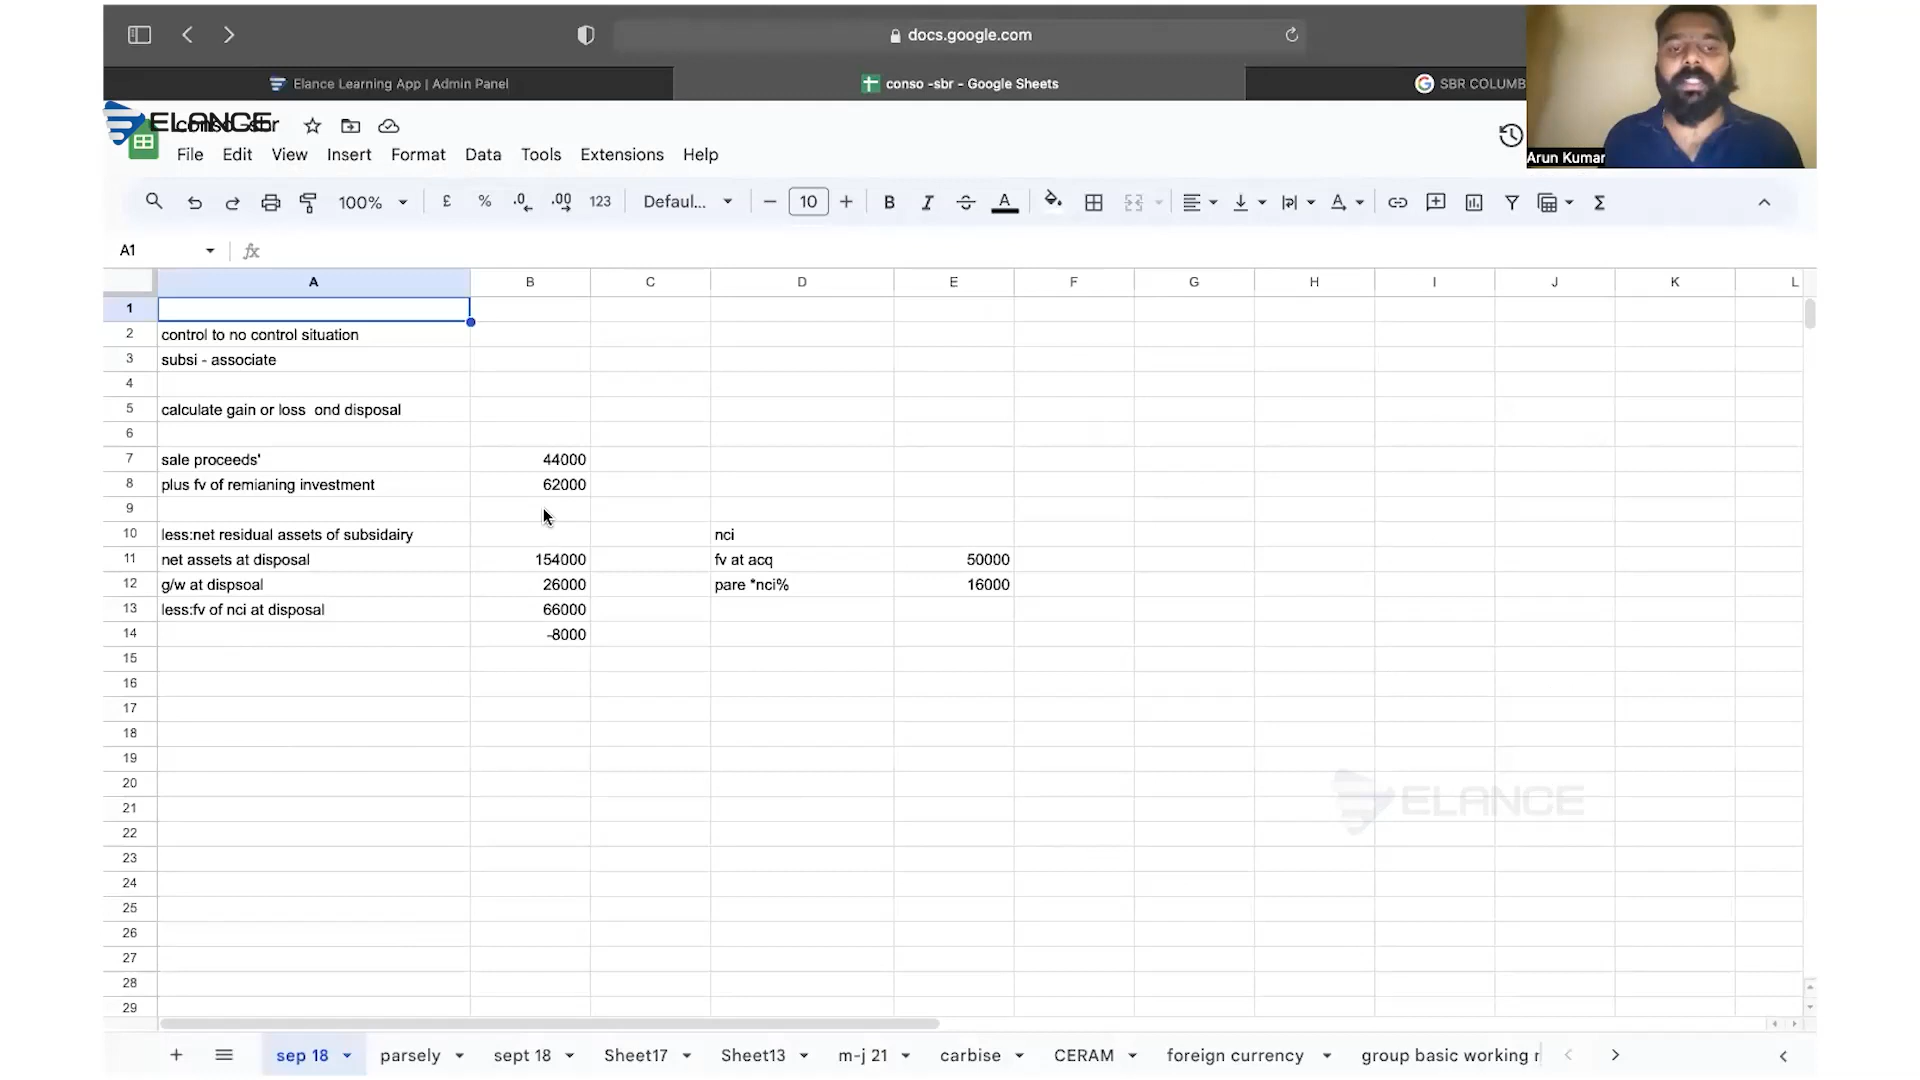 docs.google.com
Elance Learning App | Admin Panel
conso -sbr - Google Sheets
SBR COLUMB
ELANCE
conso -sbr
File Edit View Insert Format Data Tools Extensions Help
Arun Kumar
100% £ % .0 .00 123 Defaul... 10 B I S A Σ
A1 fx
A B C D E F G H I J K L
1
2 control to no control situation
3 subsi - associate
4
5 calculate gain or loss ond disposal
6
7 sale proceeds' 44000
8 plus fv of remianing investment 62000
9
10 less:net residual assets of subsidairy nci
11 net assets at disposal 154000 fv at acq 50000
12 g/w at dispsoal 26000 pare *nci% 16000
13 less:fv of nci at disposal 66000
14 -8000
15
16
17
18
19
20
21
ELANCE
22
23
24
25
26
27
28
29
sep 18 parsely sept 18 Sheet17 Sheet13 m-j 21 carbise CERAM foreign currency group basic working